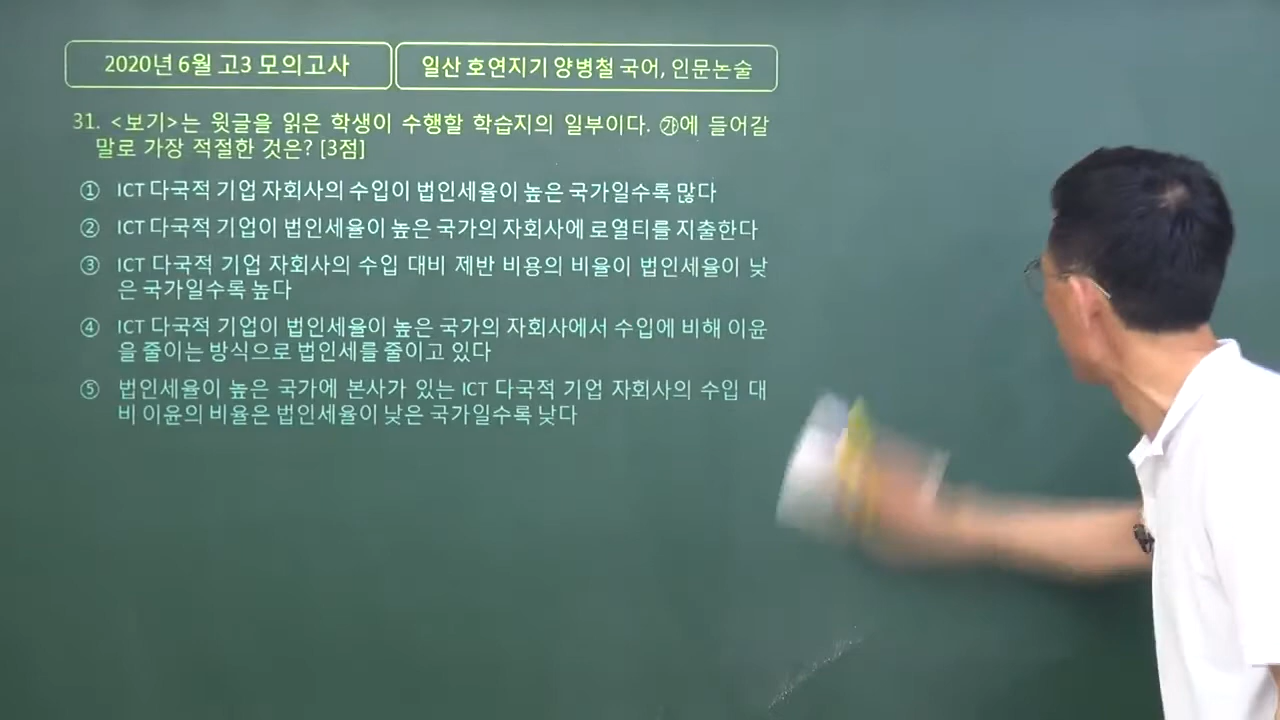 2020년 6월 고3 모의고사
일산 호연지기 양병철 국어, 인문논술
31. <보기>는 윗글을 읽은 학생이 수행할 학습지의 일부이다. ㉮에 들어갈
말로 가장 적절한 것은? [3점]
① ICT 다국적 기업 자회사의 수입이 법인세율이 높은 국가일수록 많다
② ICT 다국적 기업이 법인세율이 높은 국가의 자회사에 로열티를 지출한다
③ ICT 다국적 기업 자회사의 수입 대비 제반 비용의 비율이 법인세율이 낮
은 국가일수록 높다
④ ICT 다국적 기업이 법인세율이 높은 국가의 자회사에서 수입에 비해 이윤
을 줄이는 방식으로 법인세를 줄이고 있다
⑤ 법인세율이 높은 국가에 본사가 있는 ICT 다국적 기업 자회사의 수입 대
비 이윤의 비율은 법인세율이 낮은 국가일수록 낮다